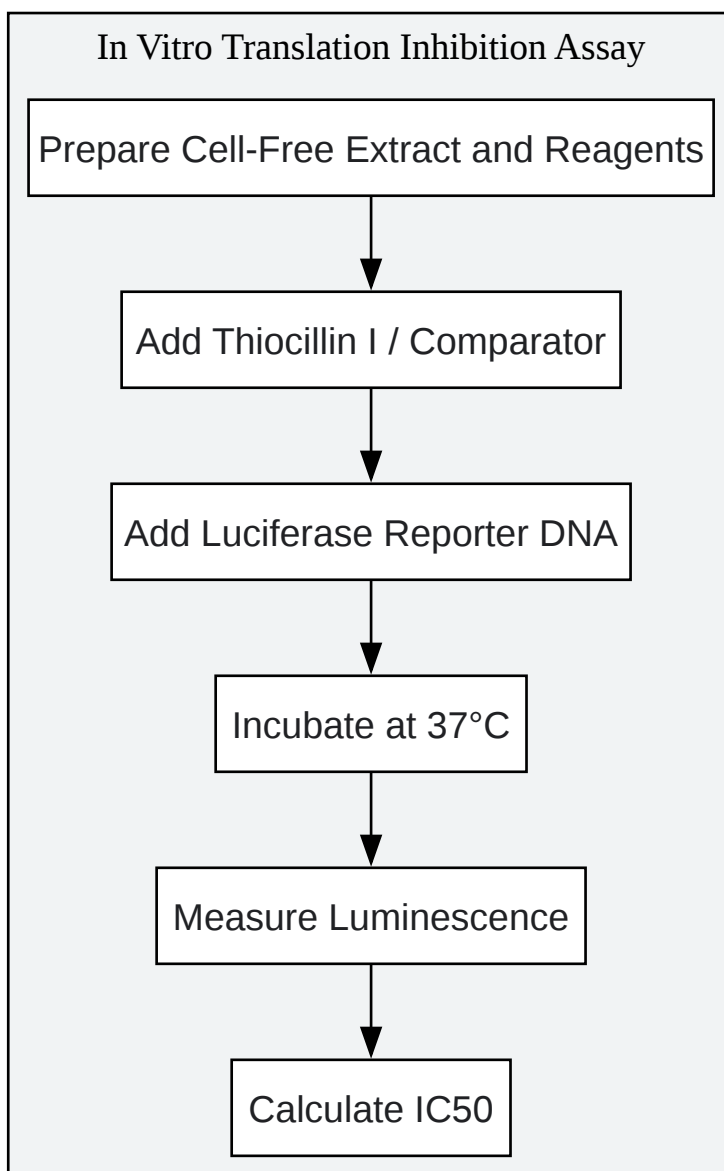 In Vitro Translation Inhibition Assay
Prepare Cell-Free Extract and Reagents
Add Thiocillin I / Comparator
Add Luciferase Reporter DNA
Incubate at 37°C
Measure Luminescence
Calculate IC50